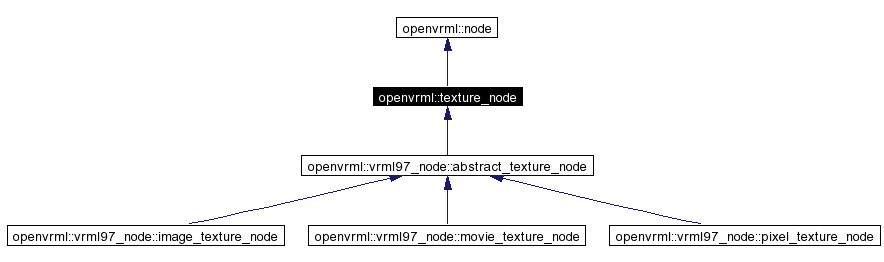 openvrml::node
openvrml::texture_node
openvrml::vrml97_node::abstract_texture_node
openvrml::vrml97_node::image_texture_node
openvrml::vrml97_node::movie_texture_node
openvrml::vrml97_node::pixel_texture_node